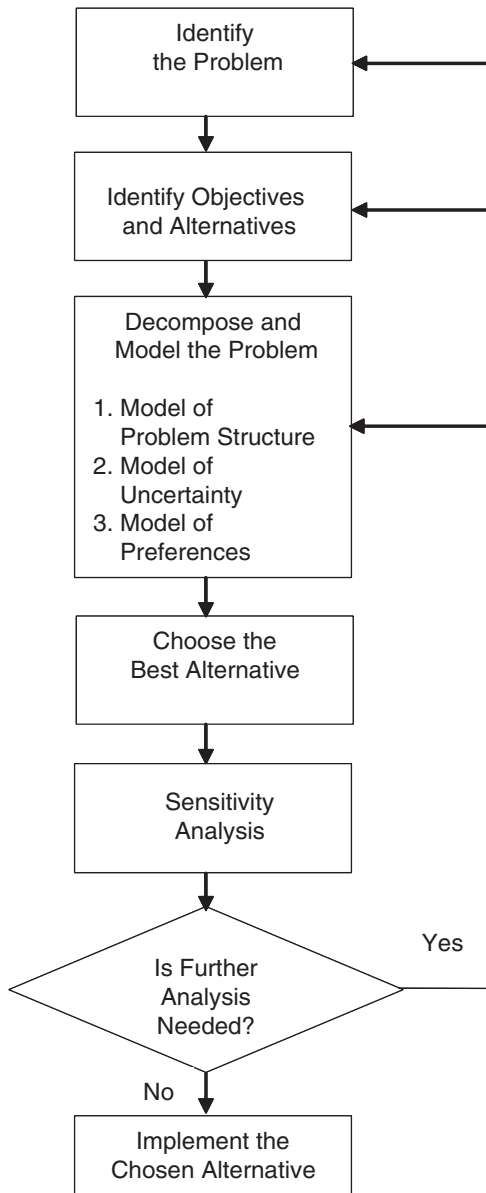 Identify
the Problem
Identify Objectives
and Alternatives
Decompose and
Model the Problem
1. Model of
Problem Structure
2. Model of
Uncertainty
3. Model of
Preferences
Choose the
Best Alternative
Sensitivity
Analysis
Is Further
Analysis
Needed?
Yes
No
Implement the
Chosen Alternative